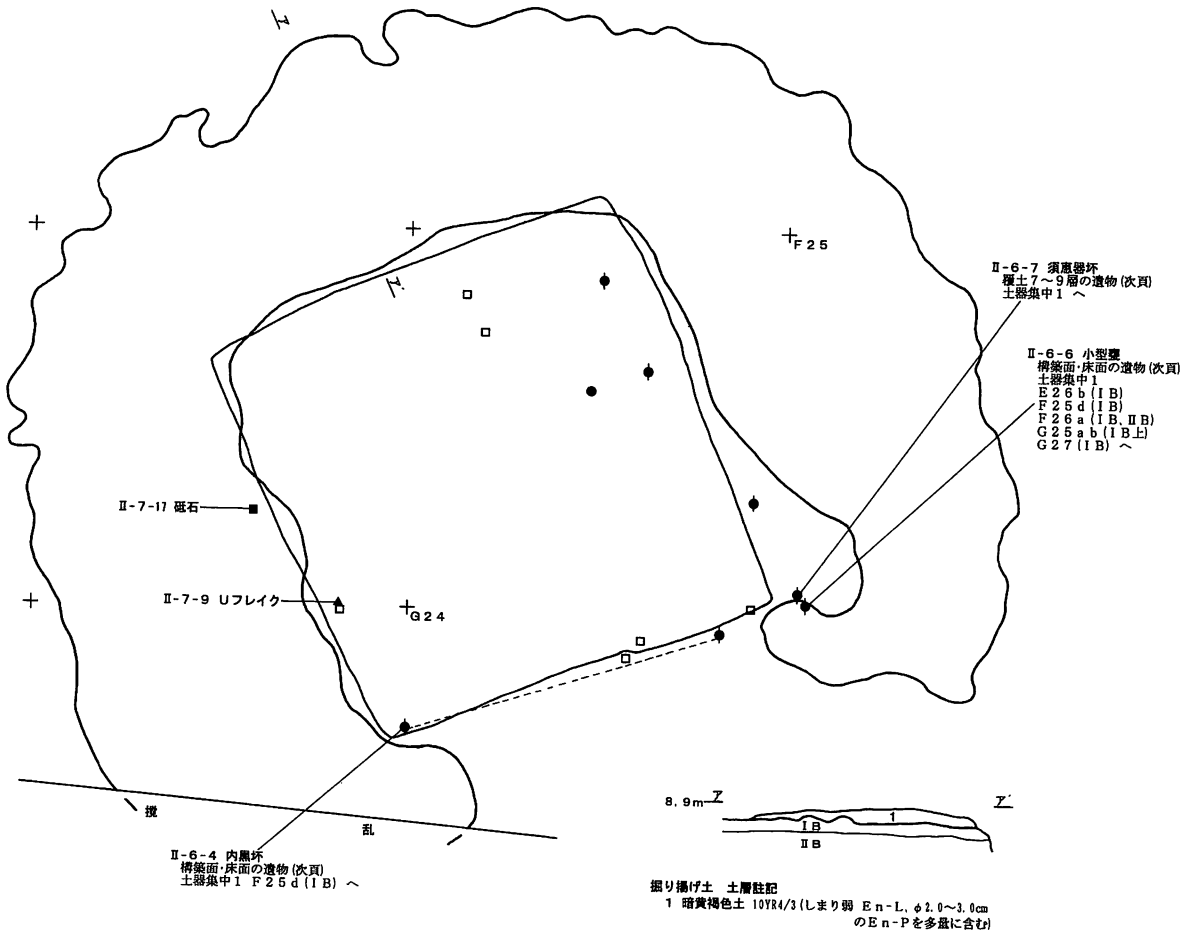 ア
F25
Ⅱ-6-7 須恵器坏
覆土7～9層の遺物(次頁)
土器集中1 へ
ア'
Ⅱ-6-6 小型甕
構築面・床面の遺物(次頁)
土器集中1
E26b(ⅠB)
F25d(ⅠB)
F26a(ⅠB、ⅡB)
G25ab(ⅠB上)
G27(ⅠB) へ
Ⅱ-7-17 砥石
Ⅱ-7-9 Uフレイク
G24
撹 乱
Ⅱ-6-4 内黒坏
構築面・床面の遺物(次頁)
土器集中1 F25d(ⅠB) へ
8.9m ア ア'
1
ⅠB
ⅡB
掘り揚げ土 土層註記
1 暗黄褐色土 10YR4/3(しまり弱 En-L、φ2.0～3.0cm
のEn-Pを多量に含む)